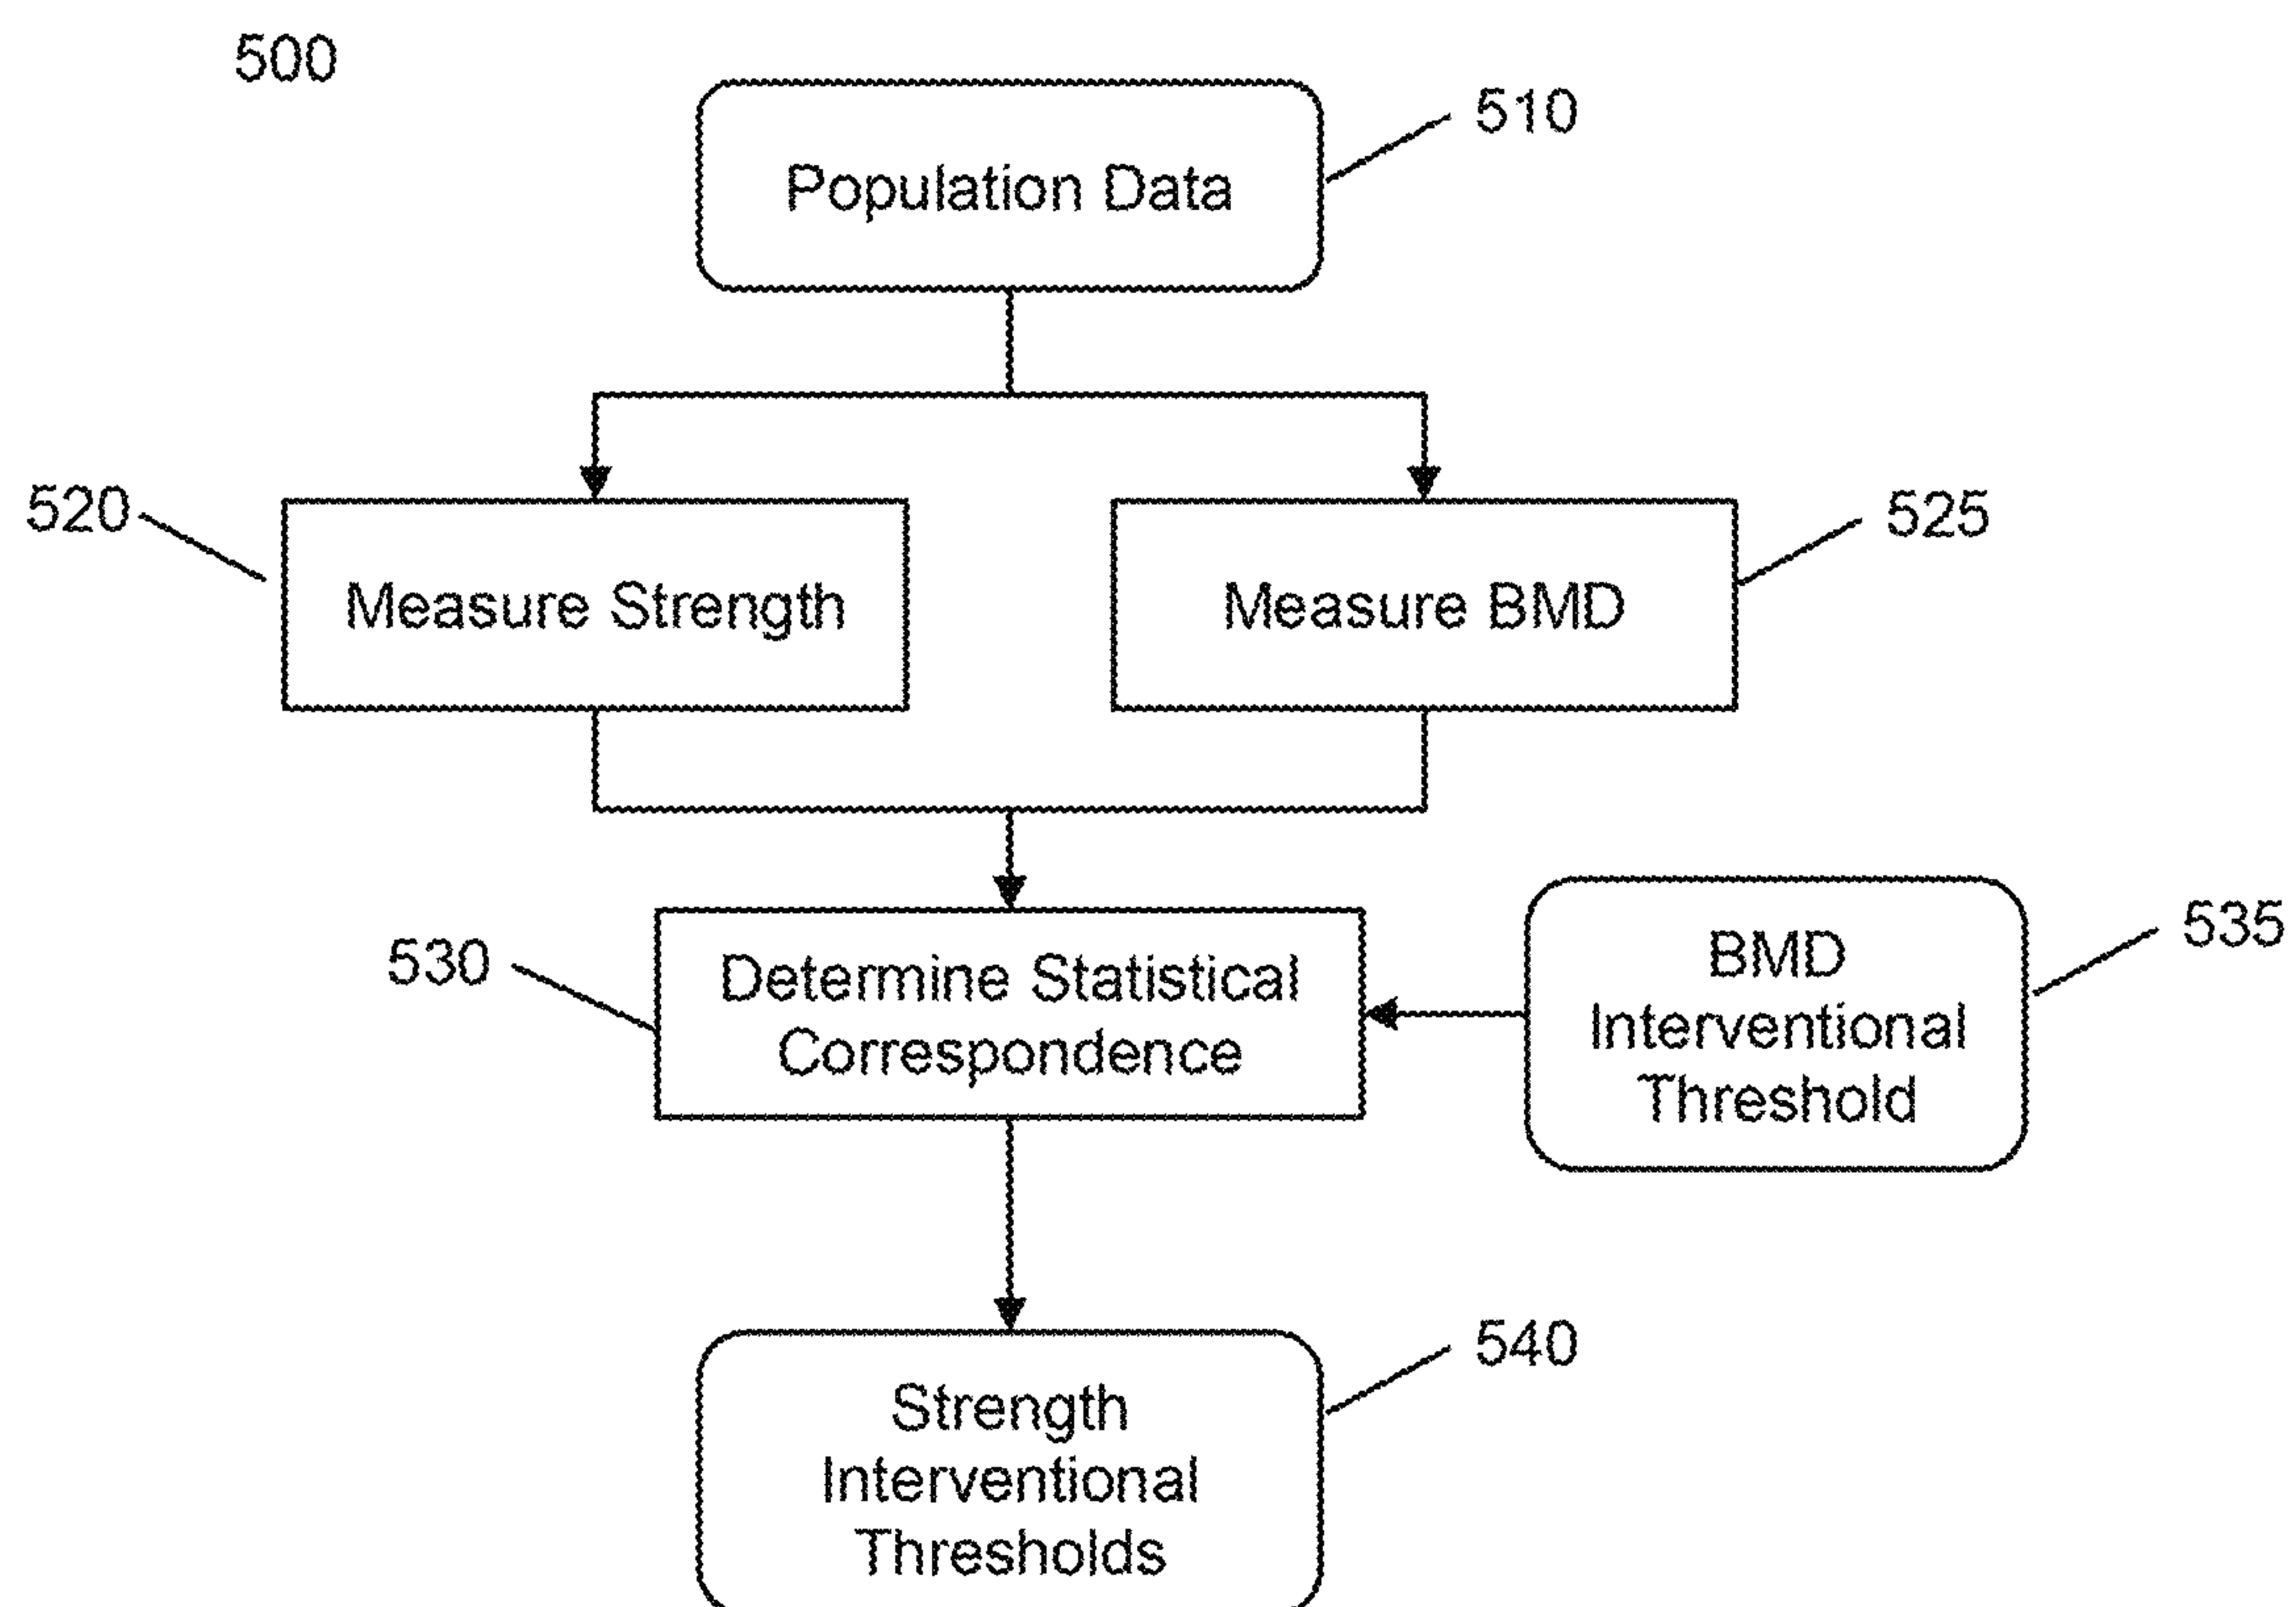 500
510
Population Data
520
525
Measure Strength
Measure BMD
530
535
Determine Statistical
Correspondence
BMD
Interventional
Threshold
540
Strength
Interventional
Thresholds